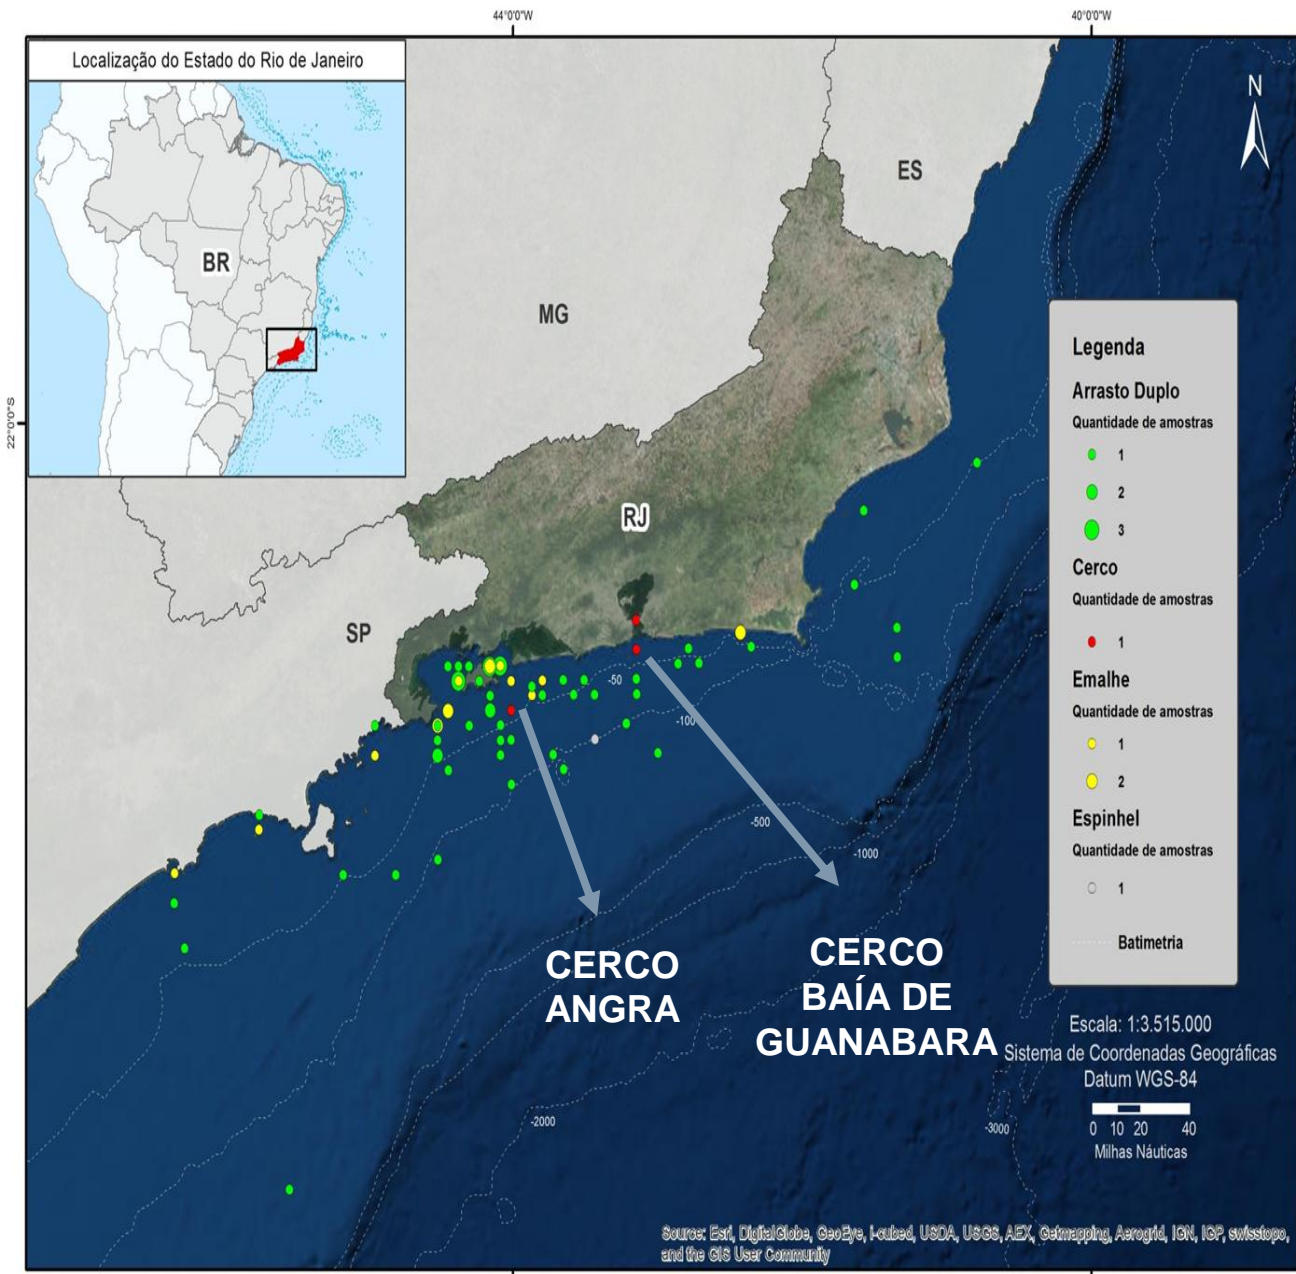 44°0'0"W
40°0'0"W
Localização do Estado do Rio de Janeiro
BR
22°0'0"S
N
ES
MG
RJ
SP
-50
-100
-500
-1000
-2000
-3000
CERCO
ANGRA
CERCO
BAÍA DE
GUANABARA
Legenda
Arrasto Duplo
Quantidade de amostras
1
2
3
Cerco
Quantidade de amostras
1
Emalhe
Quantidade de amostras
1
2
Espinhel
Quantidade de amostras
1
Batimetria
Escala: 1:3.515.000
Sistema de Coordenadas Geográficas
Datum WGS-84
0 10 20 40
Milhas Náuticas
Source: Esri, DigitalGlobe, GeoEye, i-cubed, USDA, USGS, AEX, Getmapping, Aerogrid, IGN, IGP, swisstopo,
and the GIS User Community